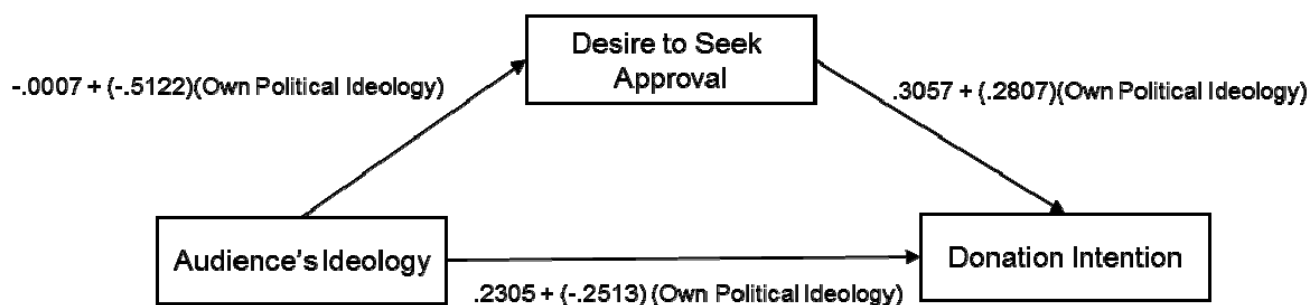 Desire to Seek
Approval
-.0007 + (-.5122)(Own Political Ideology)
.3057 + (.2807)(Own Political Ideology)
Audience's Ideology
Donation Intention
.2305 + (-.2513) (Own Political Ideology)